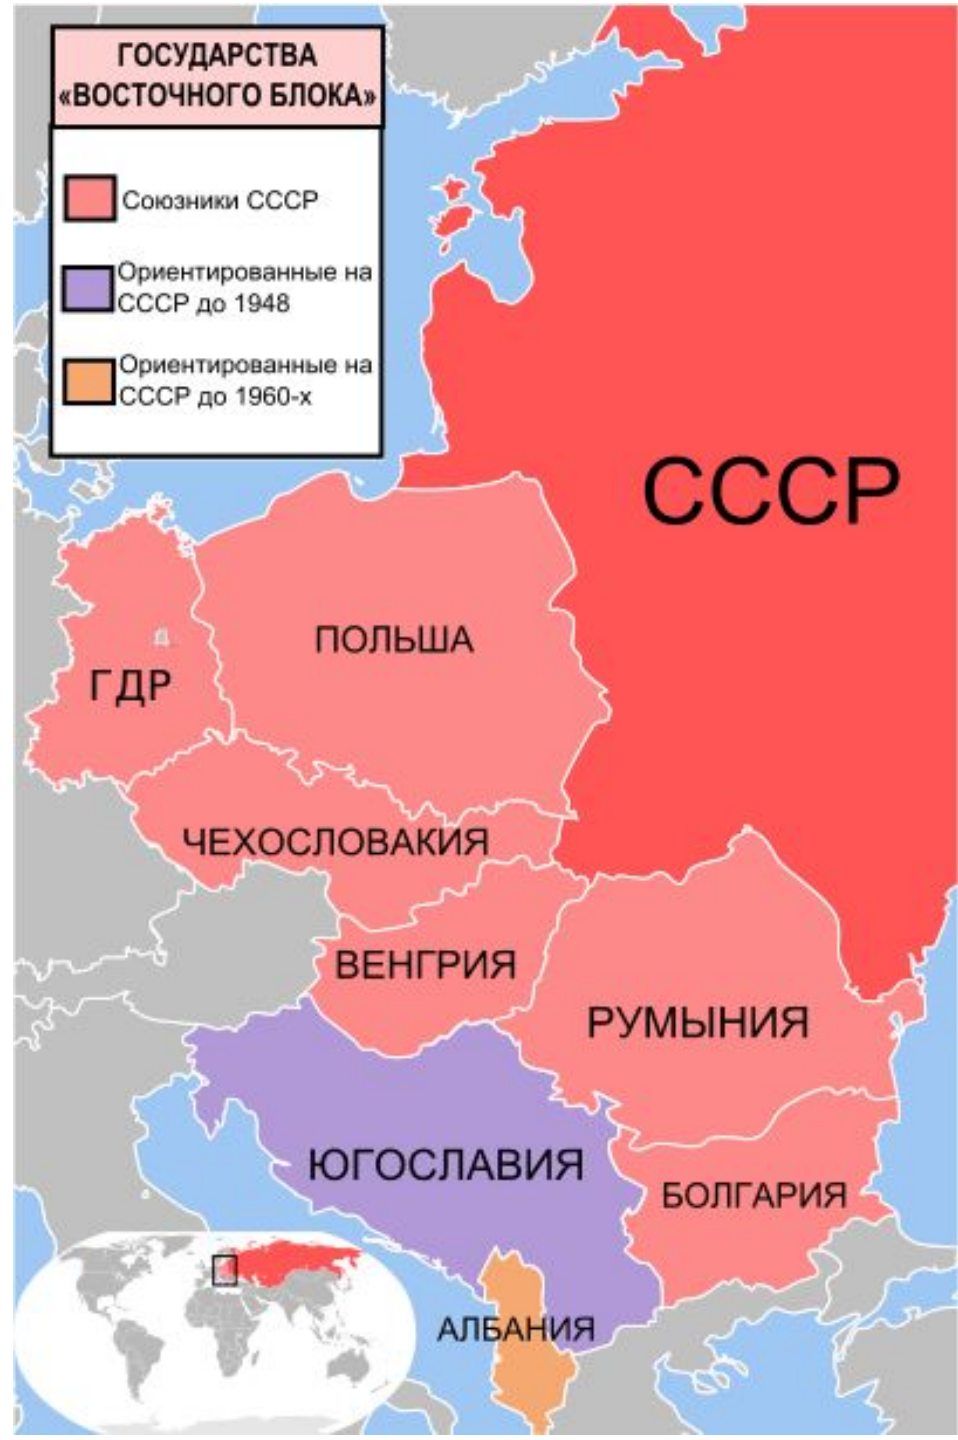 ГОСУДАРСТВА
«ВОСТОЧНОГО БЛОКА»
Союзники СССР
Ориентированные на
СССР до 1948
Ориентированные на
СССР до 1960-х
СССР
ПОЛЬША
ГДР
ЧЕХОСЛОВАКИЯ
ВЕНГРИЯ
РУМЫНИЯ
ЮГОСЛАВИЯ
БОЛГАРИЯ
АЛБАНИЯ